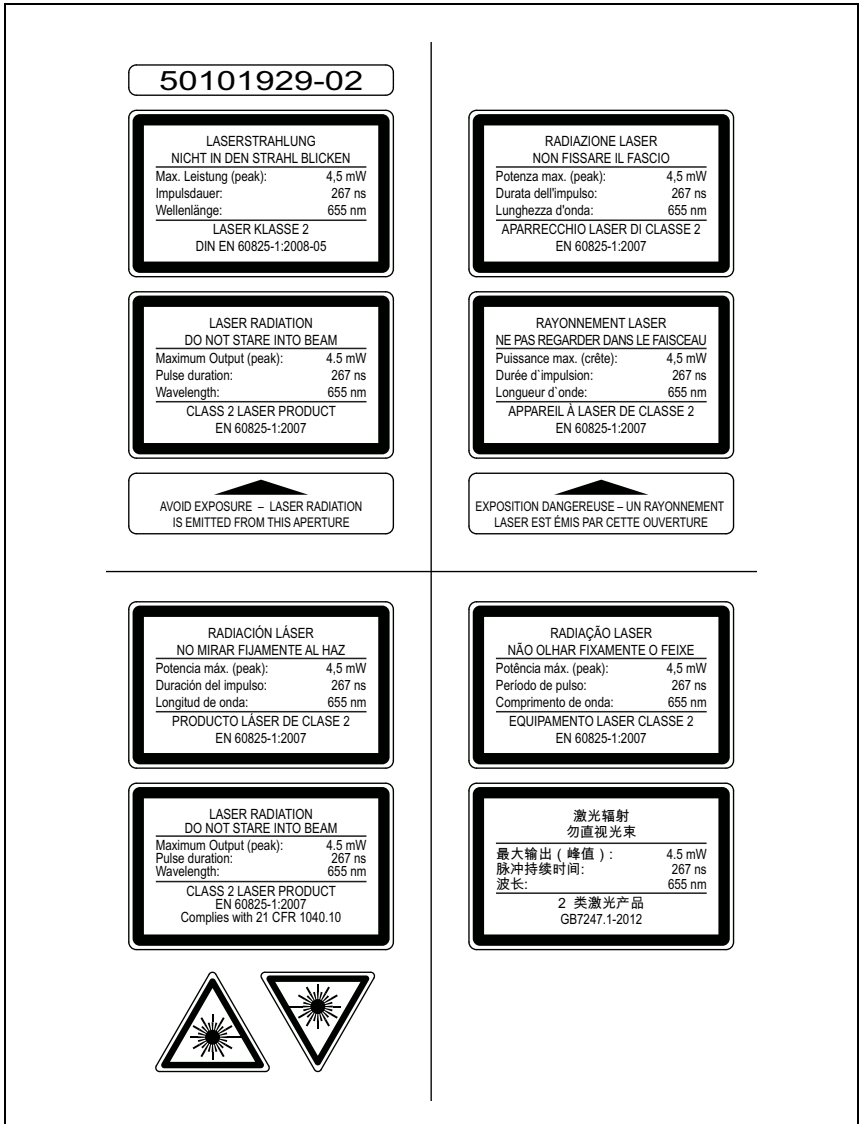 50101929-02
LASERSTRAHLUNG
NICHT IN DEN STRAHL BLICKEN
Max. Leistung (peak): 4,5 mW
Impulsdauer: 267 ns
Wellenlänge: 655 nm
LASER KLASSE 2
DIN EN 60825-1:2008-05
RADIAZIONE LASER
NON FISSARE IL FASCIO
Potenza max. (peak): 4,5 mW
Durata dell'impulso: 267 ns
Lunghezza d'onda: 655 nm
APARRECCHIO LASER DI CLASSE 2
EN 60825-1:2007
LASER RADIATION
DO NOT STARE INTO BEAM
Maximum Output (peak): 4.5 mW
Pulse duration: 267 ns
Wavelength: 655 nm
CLASS 2 LASER PRODUCT
EN 60825-1:2007
RAYONNEMENT LASER
NE PAS REGARDER DANS LE FAISCEAU
Puissance max. (crête): 4,5 mW
Durée d`impulsion: 267 ns
Longueur d`onde: 655 nm
APPAREIL À LASER DE CLASSE 2
EN 60825-1:2007
AVOID EXPOSURE – LASER RADIATION
IS EMITTED FROM THIS APERTURE
EXPOSITION DANGEREUSE – UN RAYONNEMENT
LASER EST ÉMIS PAR CETTE OUVERTURE
RADIACIÓN LÁSER
NO MIRAR FIJAMENTE AL HAZ
Potencia máx. (peak): 4,5 mW
Duración del impulso: 267 ns
Longitud de onda: 655 nm
PRODUCTO LÁSER DE CLASE 2
EN 60825-1:2007
RADIAÇÃO LASER
NÃO OLHAR FIXAMENTE O FEIXE
Potência máx. (peak): 4,5 mW
Período de pulso: 267 ns
Comprimento de onda: 655 nm
EQUIPAMENTO LASER CLASSE 2
EN 60825-1:2007
LASER RADIATION
DO NOT STARE INTO BEAM
Maximum Output (peak): 4.5 mW
Pulse duration: 267 ns
Wavelength: 655 nm
CLASS 2 LASER PRODUCT
EN 60825-1:2007
Complies with 21 CFR 1040.10
激光辐射
勿直视光束
最大输出（峰值）: 4.5 mW
脉冲持续时间: 267 ns
波长: 655 nm
2 类激光产品
GB7247.1-2012